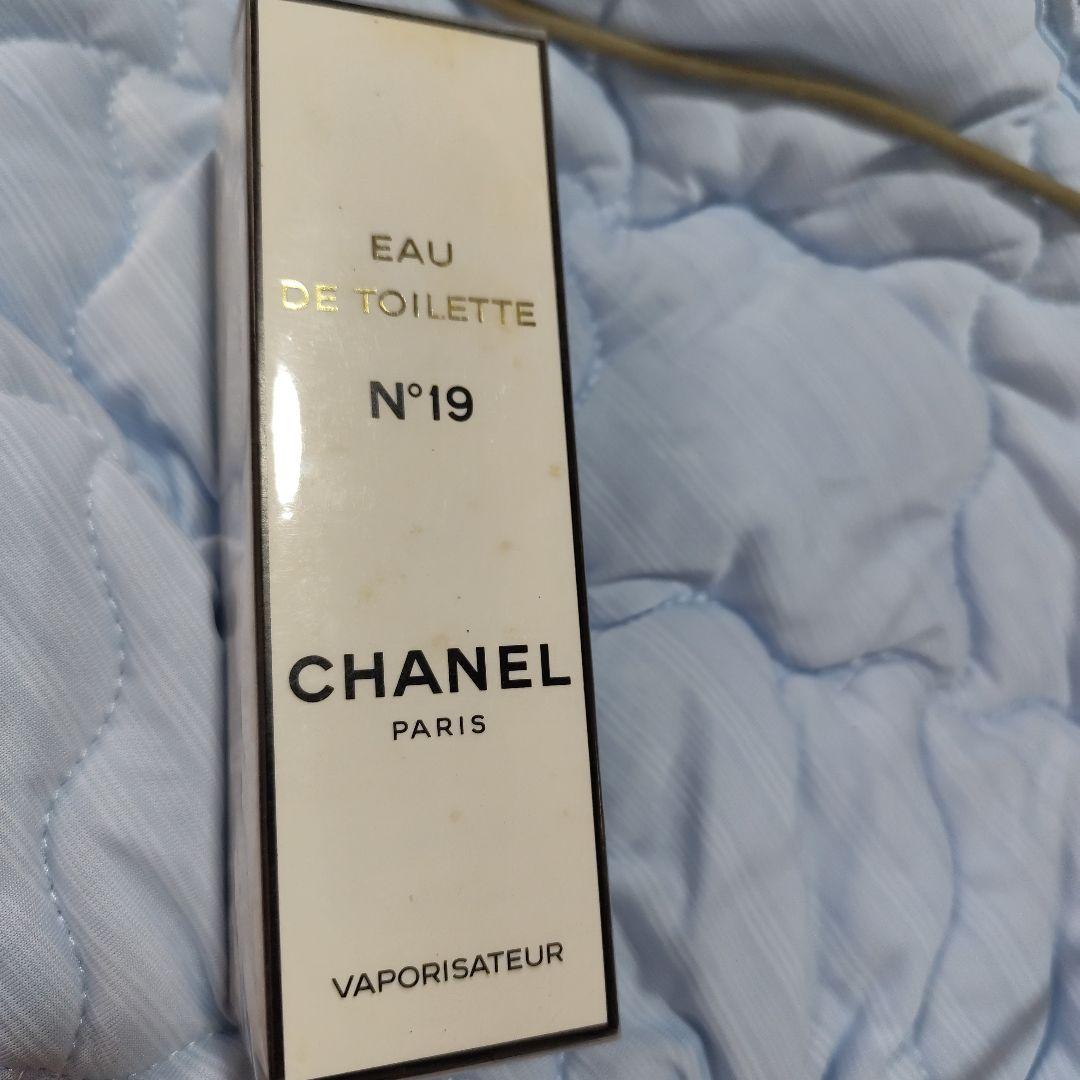 EAU
DE TOILETTE
N°19
CHANEL
PARIS
VAPORISATEUR